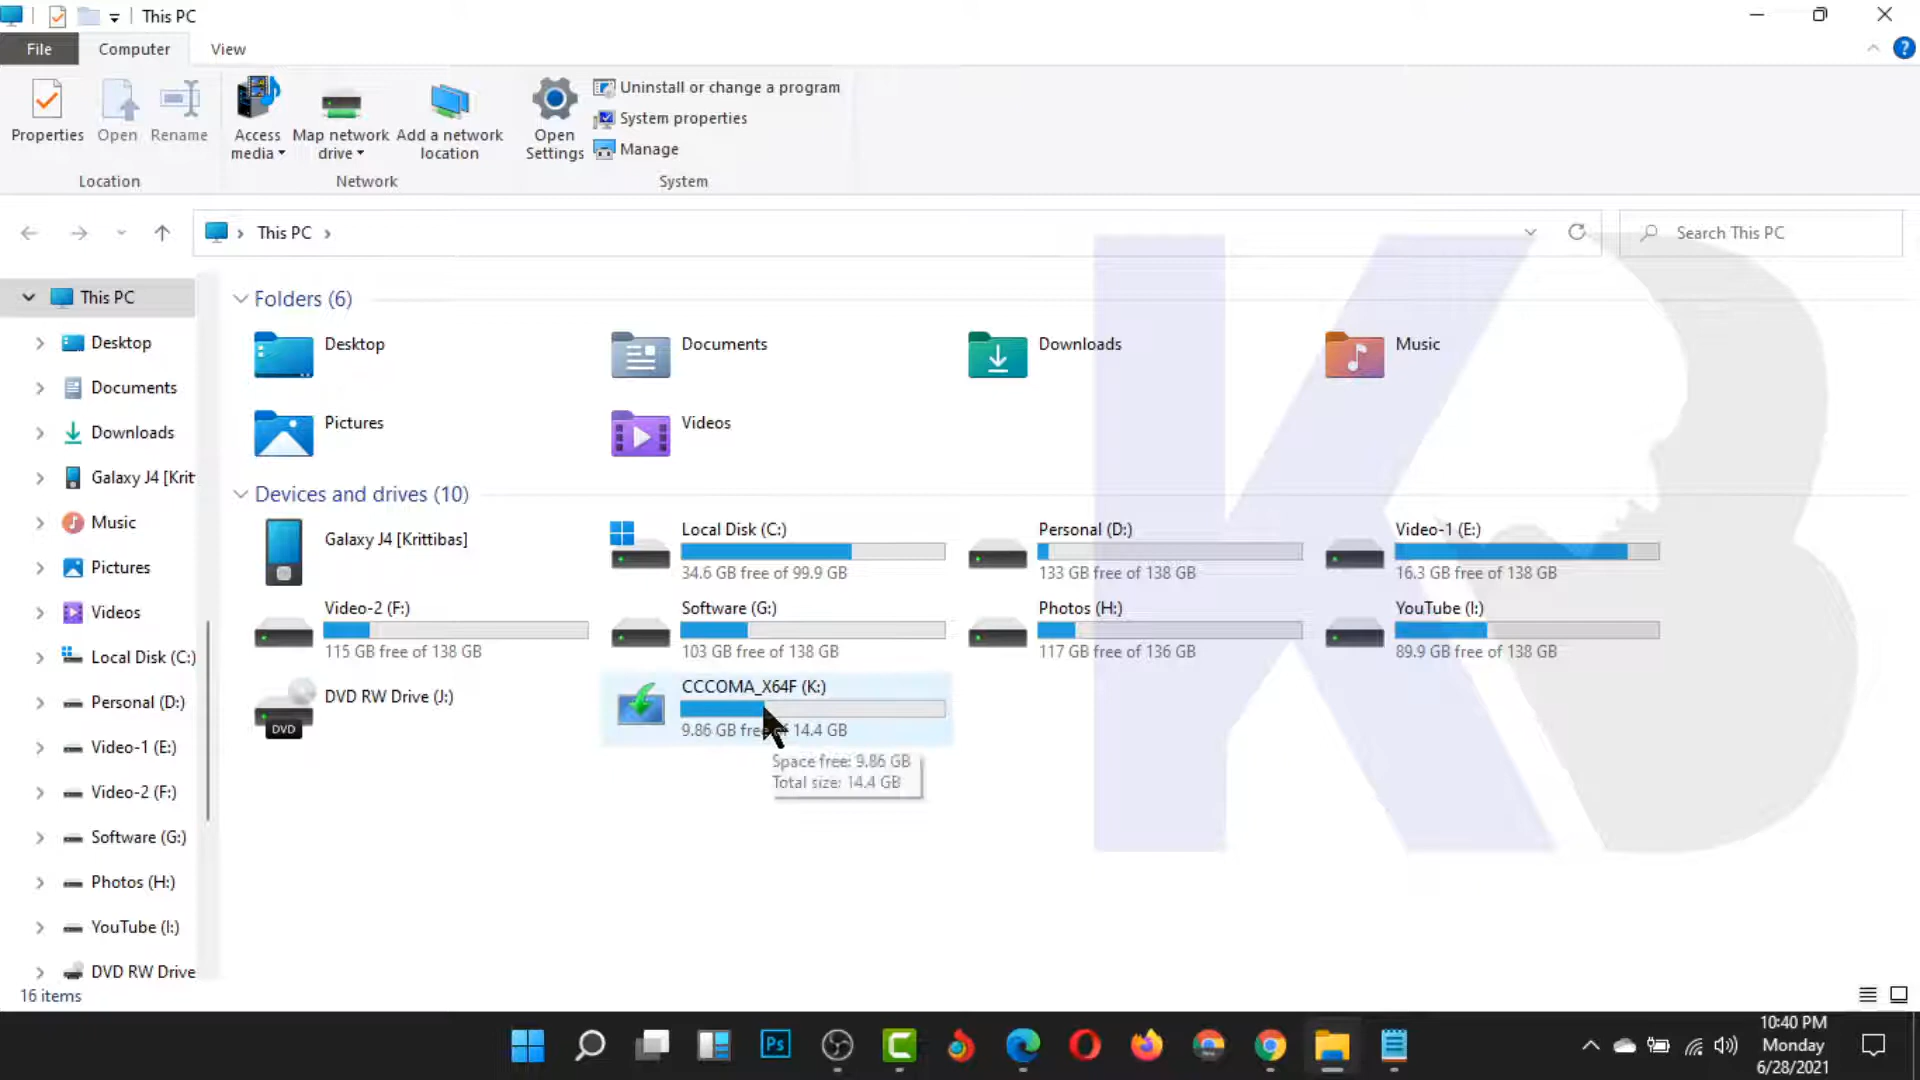 This PC
File
Computer
View
Properties
Open
Rename
Access media
Map network drive
Add a network location
Open Settings
Uninstall or change a program
System properties
Manage
Location
Network
System
This PC
Search This PC
This PC
Desktop
Documents
Downloads
Galaxy J4 [Krit
Music
Pictures
Videos
Local Disk (C:)
Personal (D:)
Video-1 (E:)
Video-2 (F:)
Software (G:)
Photos (H:)
YouTube (I:)
DVD RW Drive
Folders (6)
Desktop
Documents
Downloads
Music
Pictures
Videos
Devices and drives (10)
Galaxy J4 [Krittibas]
Local Disk (C:)
34.6 GB free of 99.9 GB
Personal (D:)
133 GB free of 138 GB
Video-1 (E:)
16.3 GB free of 138 GB
Video-2 (F:)
115 GB free of 138 GB
Software (G:)
103 GB free of 138 GB
Photos (H:)
117 GB free of 136 GB
YouTube (I:)
89.9 GB free of 138 GB
DVD
DVD RW Drive (J:)
CCCOMA_X64F (K:)
9.86 GB free of 14.4 GB
Space free: 9.86 GB
Total size: 14.4 GB
KB
16 items
Ps
10:40 PM
Monday
6/28/2021